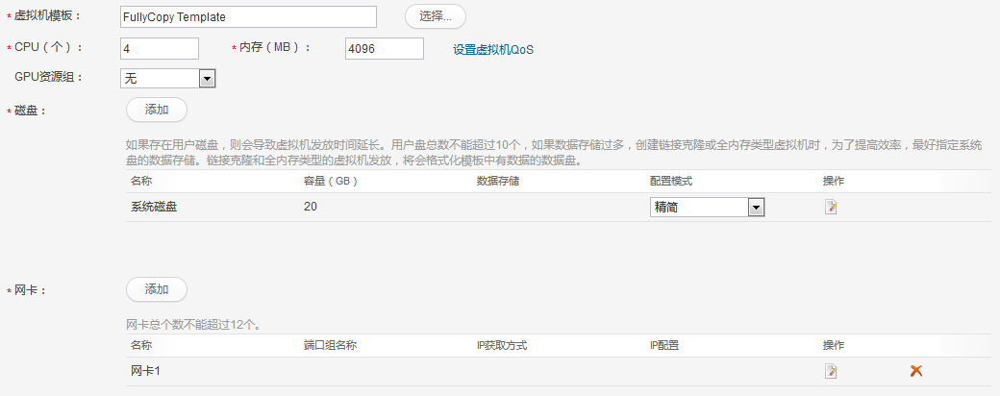 * 虚拟机模板： FullyCopy Template 选择...
* CPU（个）： 4 * 内存（MB）： 4096 设置虚拟机QoS
GPU资源组： 无
* 磁盘： 添加
如果存在用户磁盘，则会导致虚拟机发放时间延长。用户盘总数不能超过10个，如果数据存储过多，创建链接克隆或全内存类型虚拟机时，为了提高效率，最好指定系统
盘的数据存储。链接克隆和全内存类型的虚拟机发放，将会格式化模板中有数据的数据盘。
名称 容量（GB） 数据存储 配置模式 操作
系统磁盘 20 精简
* 网卡： 添加
网卡总个数不能超过12个。
名称 端口组名称 IP获取方式 IP配置 操作
网卡1